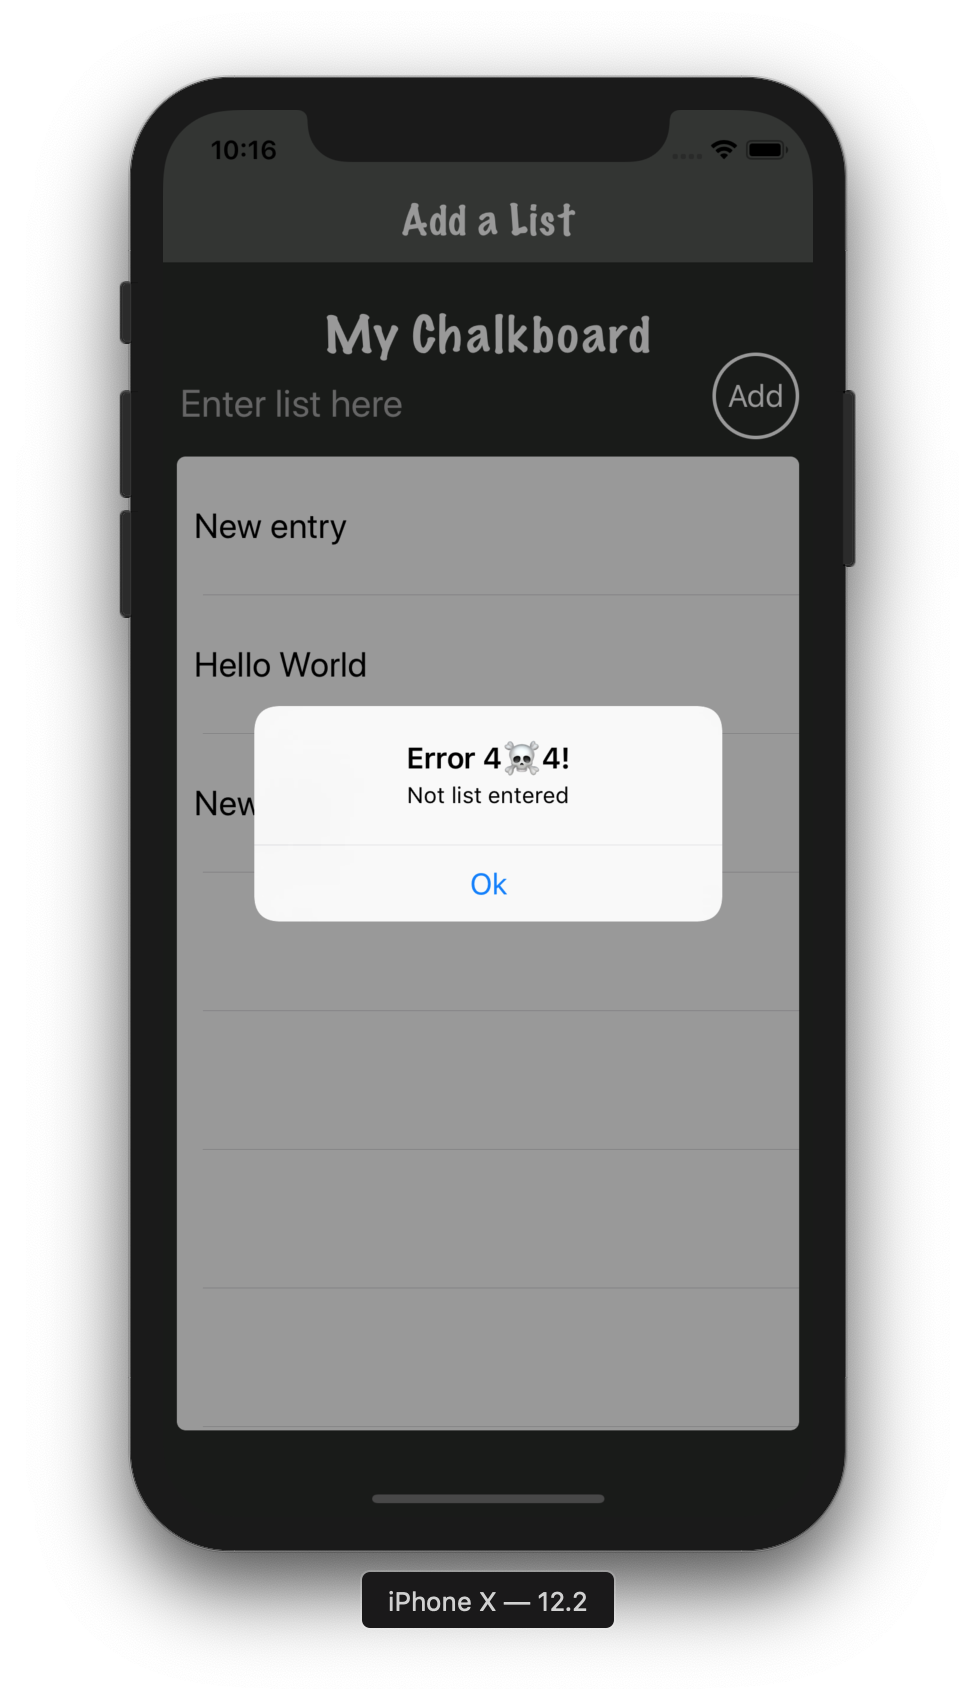 10:16
Add a List
My Chalkboard
Enter list here
Add
New entry
Hello World
New
Error 4☠️4!
Not list entered
Ok
iPhone X — 12.2